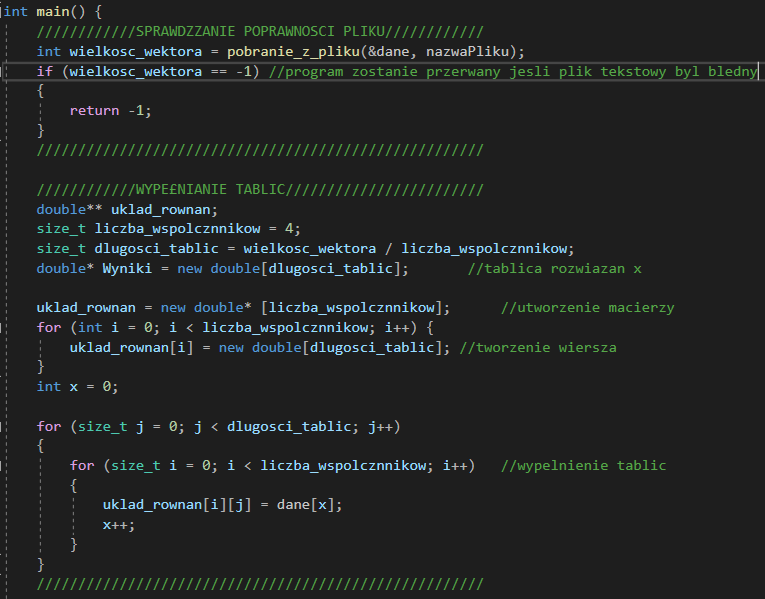 int main() {
////////////SPRAWDZZANIE POPRAWNOSCI PLIKU////////////
int wielkosc_wektora = pobranie_z_pliku(&dane, nazwaPliku);
if (wielkosc_wektora == -1) //program zostanie przerwany jesli plik tekstowy byl bledny
{
return -1;
}
//////////////////////////////////////////////////////
////////////WYPE£NIANIE TABLIC////////////////////////
double** uklad_rownan;
size_t liczba_wspolcznnikow = 4;
size_t dlugosci_tablic = wielkosc_wektora / liczba_wspolcznnikow;
double* Wyniki = new double[dlugosci_tablic]; //tablica rozwiazan x
uklad_rownan = new double* [liczba_wspolcznnikow]; //utworzenie macierzy
for (int i = 0; i < liczba_wspolcznnikow; i++) {
uklad_rownan[i] = new double[dlugosci_tablic]; //tworzenie wiersza
}
int x = 0;
for (size_t j = 0; j < dlugosci_tablic; j++)
{
for (size_t i = 0; i < liczba_wspolcznnikow; i++) //wypelnienie tablic
{
uklad_rownan[i][j] = dane[x];
x++;
}
}
//////////////////////////////////////////////////////